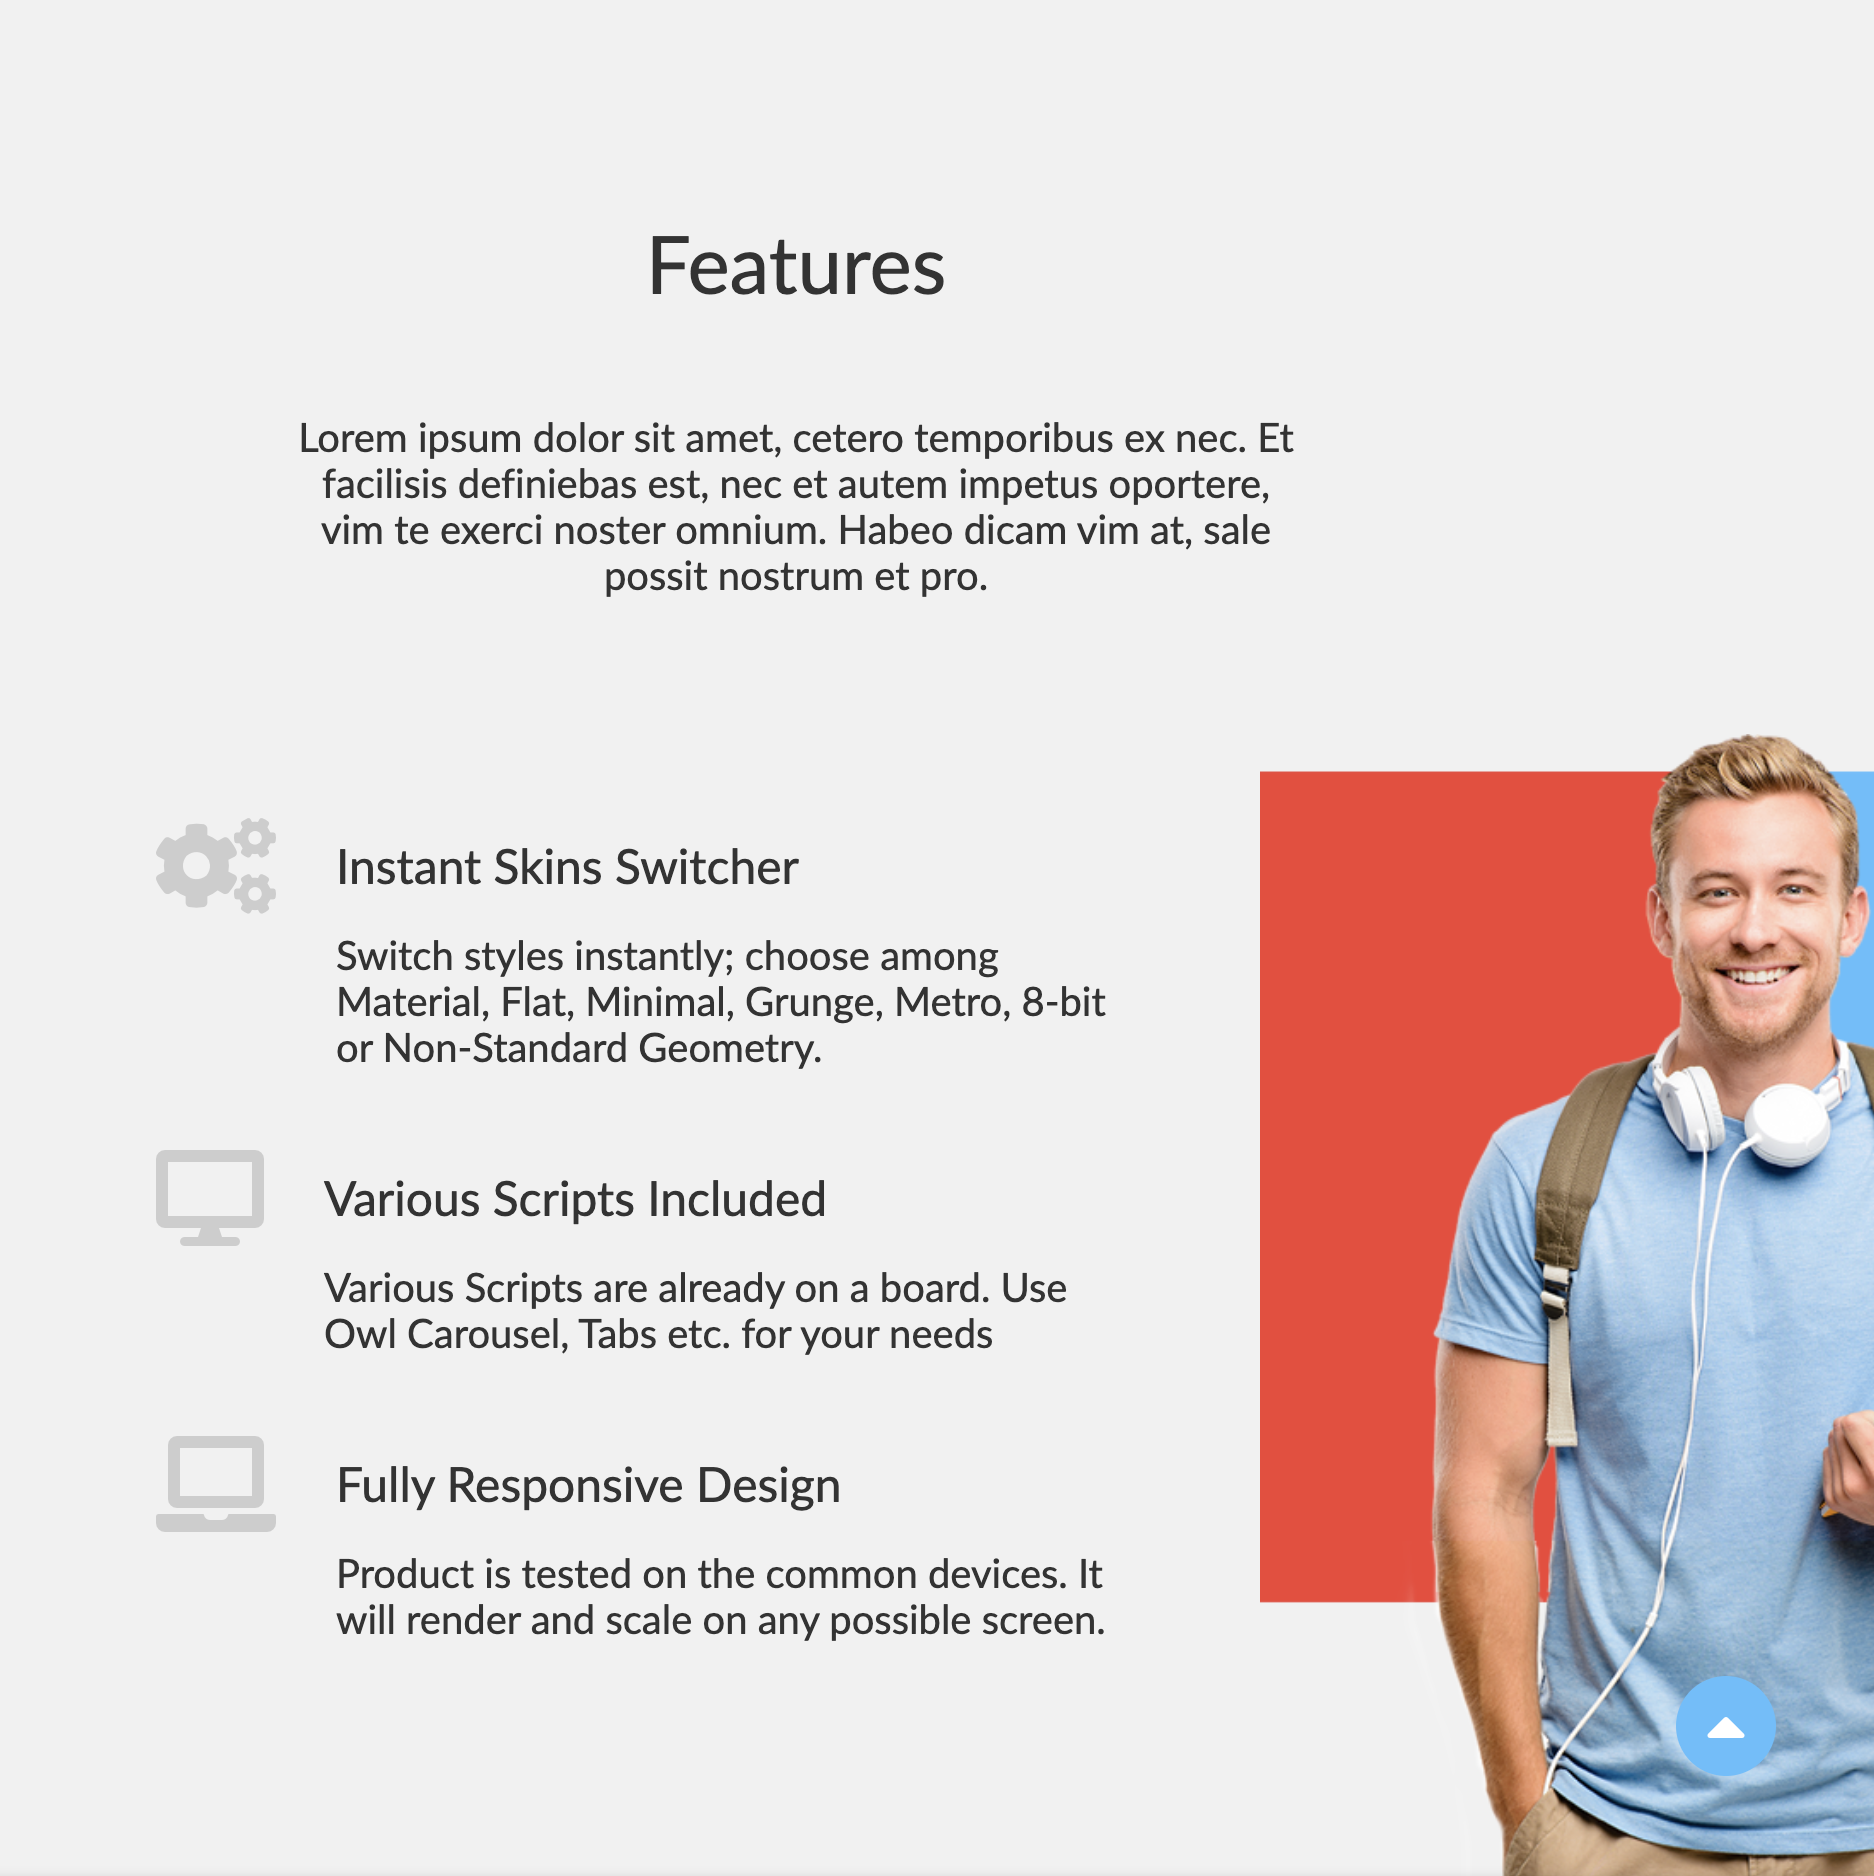 Features
Lorem ipsum dolor sit amet, cetero temporibus ex nec. Et
facilisis definiebas est, nec et autem impetus oportere,
vim te exerci noster omnium. Habeo dicam vim at, sale
possit nostrum et pro.
Instant Skins Switcher
Switch styles instantly; choose among
Material, Flat, Minimal, Grunge, Metro, 8-bit
or Non-Standard Geometry.
Various Scripts Included
Various Scripts are already on a board. Use
Owl Carousel, Tabs etc. for your needs
Fully Responsive Design
Product is tested on the common devices. It
will render and scale on any possible screen.